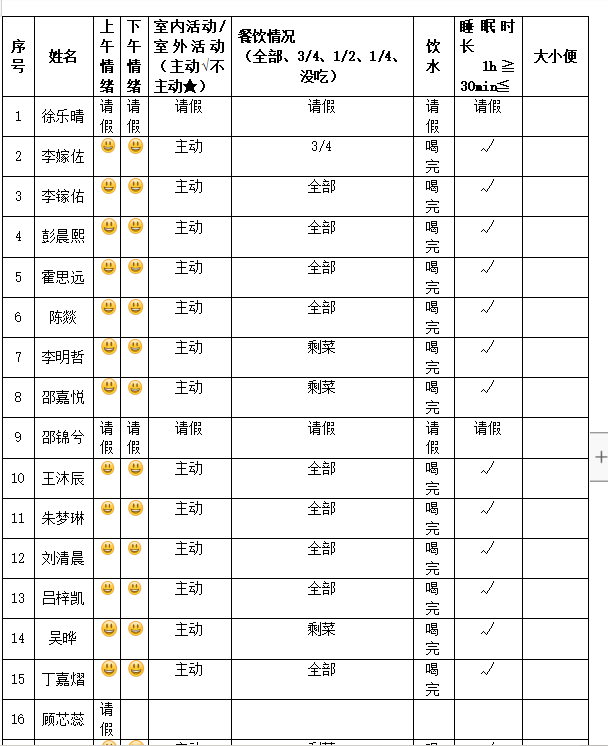 序号 姓名 上午情绪 下午情绪 室内活动/室外活动（主动√不主动★） 餐饮情况（全部、3/4、1/2、1/4、没吃） 饮水 睡眠时长 1h≧ 30min≦ 大小便
1 徐乐晴 请假 请假 请假 请假 请假 请假
2 李嫁佐 😃 😃 主动 3/4 喝完 √
3 李镓佑 😃 😃 主动 全部 喝完 √
4 彭晨熙 😃 😃 主动 全部 喝完 √
5 霍思远 😃 😃 主动 全部 喝完 √
6 陈燚 😃 😃 主动 全部 喝完 √
7 李明哲 😃 😃 主动 剩菜 喝完 √
8 邵嘉悦 😃 😃 主动 剩菜 喝完 √
9 邵锦兮 请假 请假 请假 请假 请假 请假
10 王沐辰 😃 😃 主动 全部 喝完 √
11 朱梦琳 😃 😃 主动 全部 喝完 √
12 刘清晨 😃 😃 主动 全部 喝完 √
13 吕梓凯 😃 😃 主动 全部 喝完 √
14 吴晔 😃 😃 主动 剩菜 喝完 √
15 丁嘉熠 😃 😃 主动 全部 喝完 √
16 顾芯蕊 请假